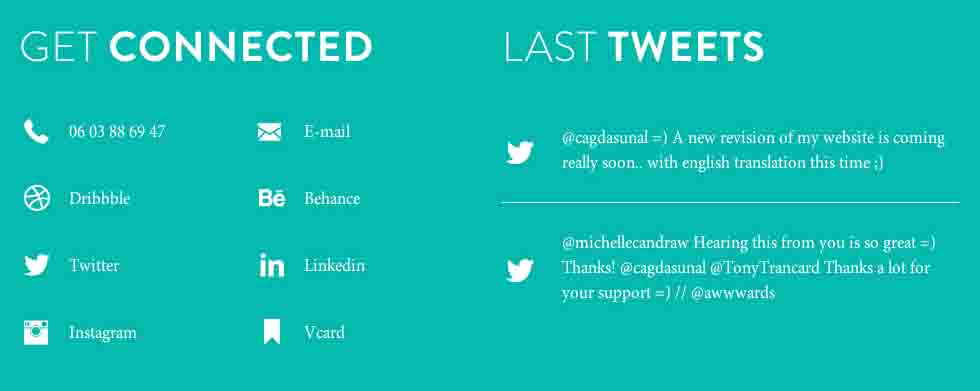 GET CONNECTED
06 03 88 69 47
E-mail
Dribbble
Bē Behance
Twitter
in Linkedin
Instagram
Vcard
LAST TWEETS
@cagdasunal =) A new revision of my website is coming
really soon.. with english translation this time ;)
@michellecandraw Hearing this from you is so great =)
Thanks! @cagdasunal @TonyTrancard Thanks a lot for
your support =) // @awwwards